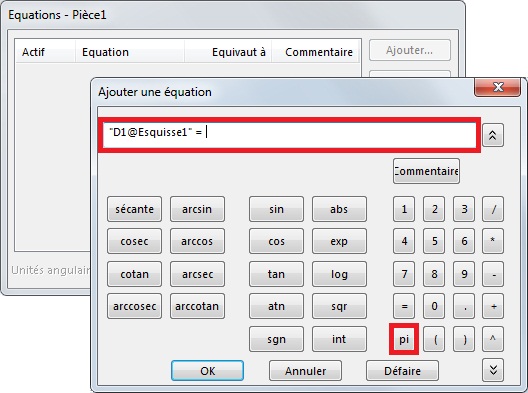 Equations - Pièce1
Actif Equation Equivaut à Commentaire Ajouter...
Ajouter une équation
"D1@Esquisse1" =
Commentaire
sécante arcsin sin abs 1 2 3 /
cosec arccos cos exp 4 5 6 *
cotan arcsec tan log 7 8 9 -
arccosec arccotan atn sqr = 0 . +
sgn int pi ( ) ^
Unités angulain
OK Annuler Défaire